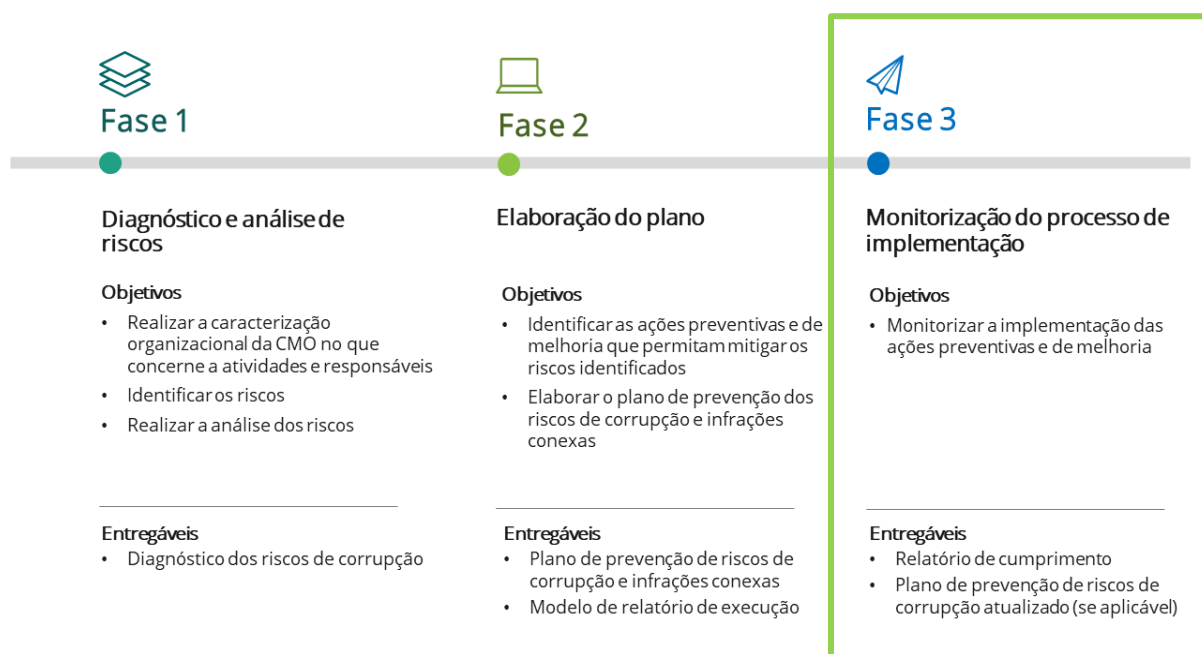 Fase 1
Diagnóstico e análise de
riscos
Objetivos
• Realizar a caracterização
organizacional da CMO no que
concerne a atividades e responsáveis
• Identificar os riscos
• Realizar a análise dos riscos
Entregáveis
• Diagnóstico dos riscos de corrupção
Fase 2
Elaboração do plano
Objetivos
• Identificar as ações preventivas e de
melhoria que permitam mitigar os
riscos identificados
• Elaborar o plano de prevenção dos
riscos de corrupção e infrações
conexas
Entregáveis
• Plano de prevenção de riscos de
corrupção e infrações conexas
• Modelo de relatório de execução
Fase 3
Monitorização do processo de
implementação
Objetivos
• Monitorizar a implementação das
ações preventivas e de melhoria
Entregáveis
• Relatório de cumprimento
• Plano de prevenção de riscos de
corrupção atualizado (se aplicável)